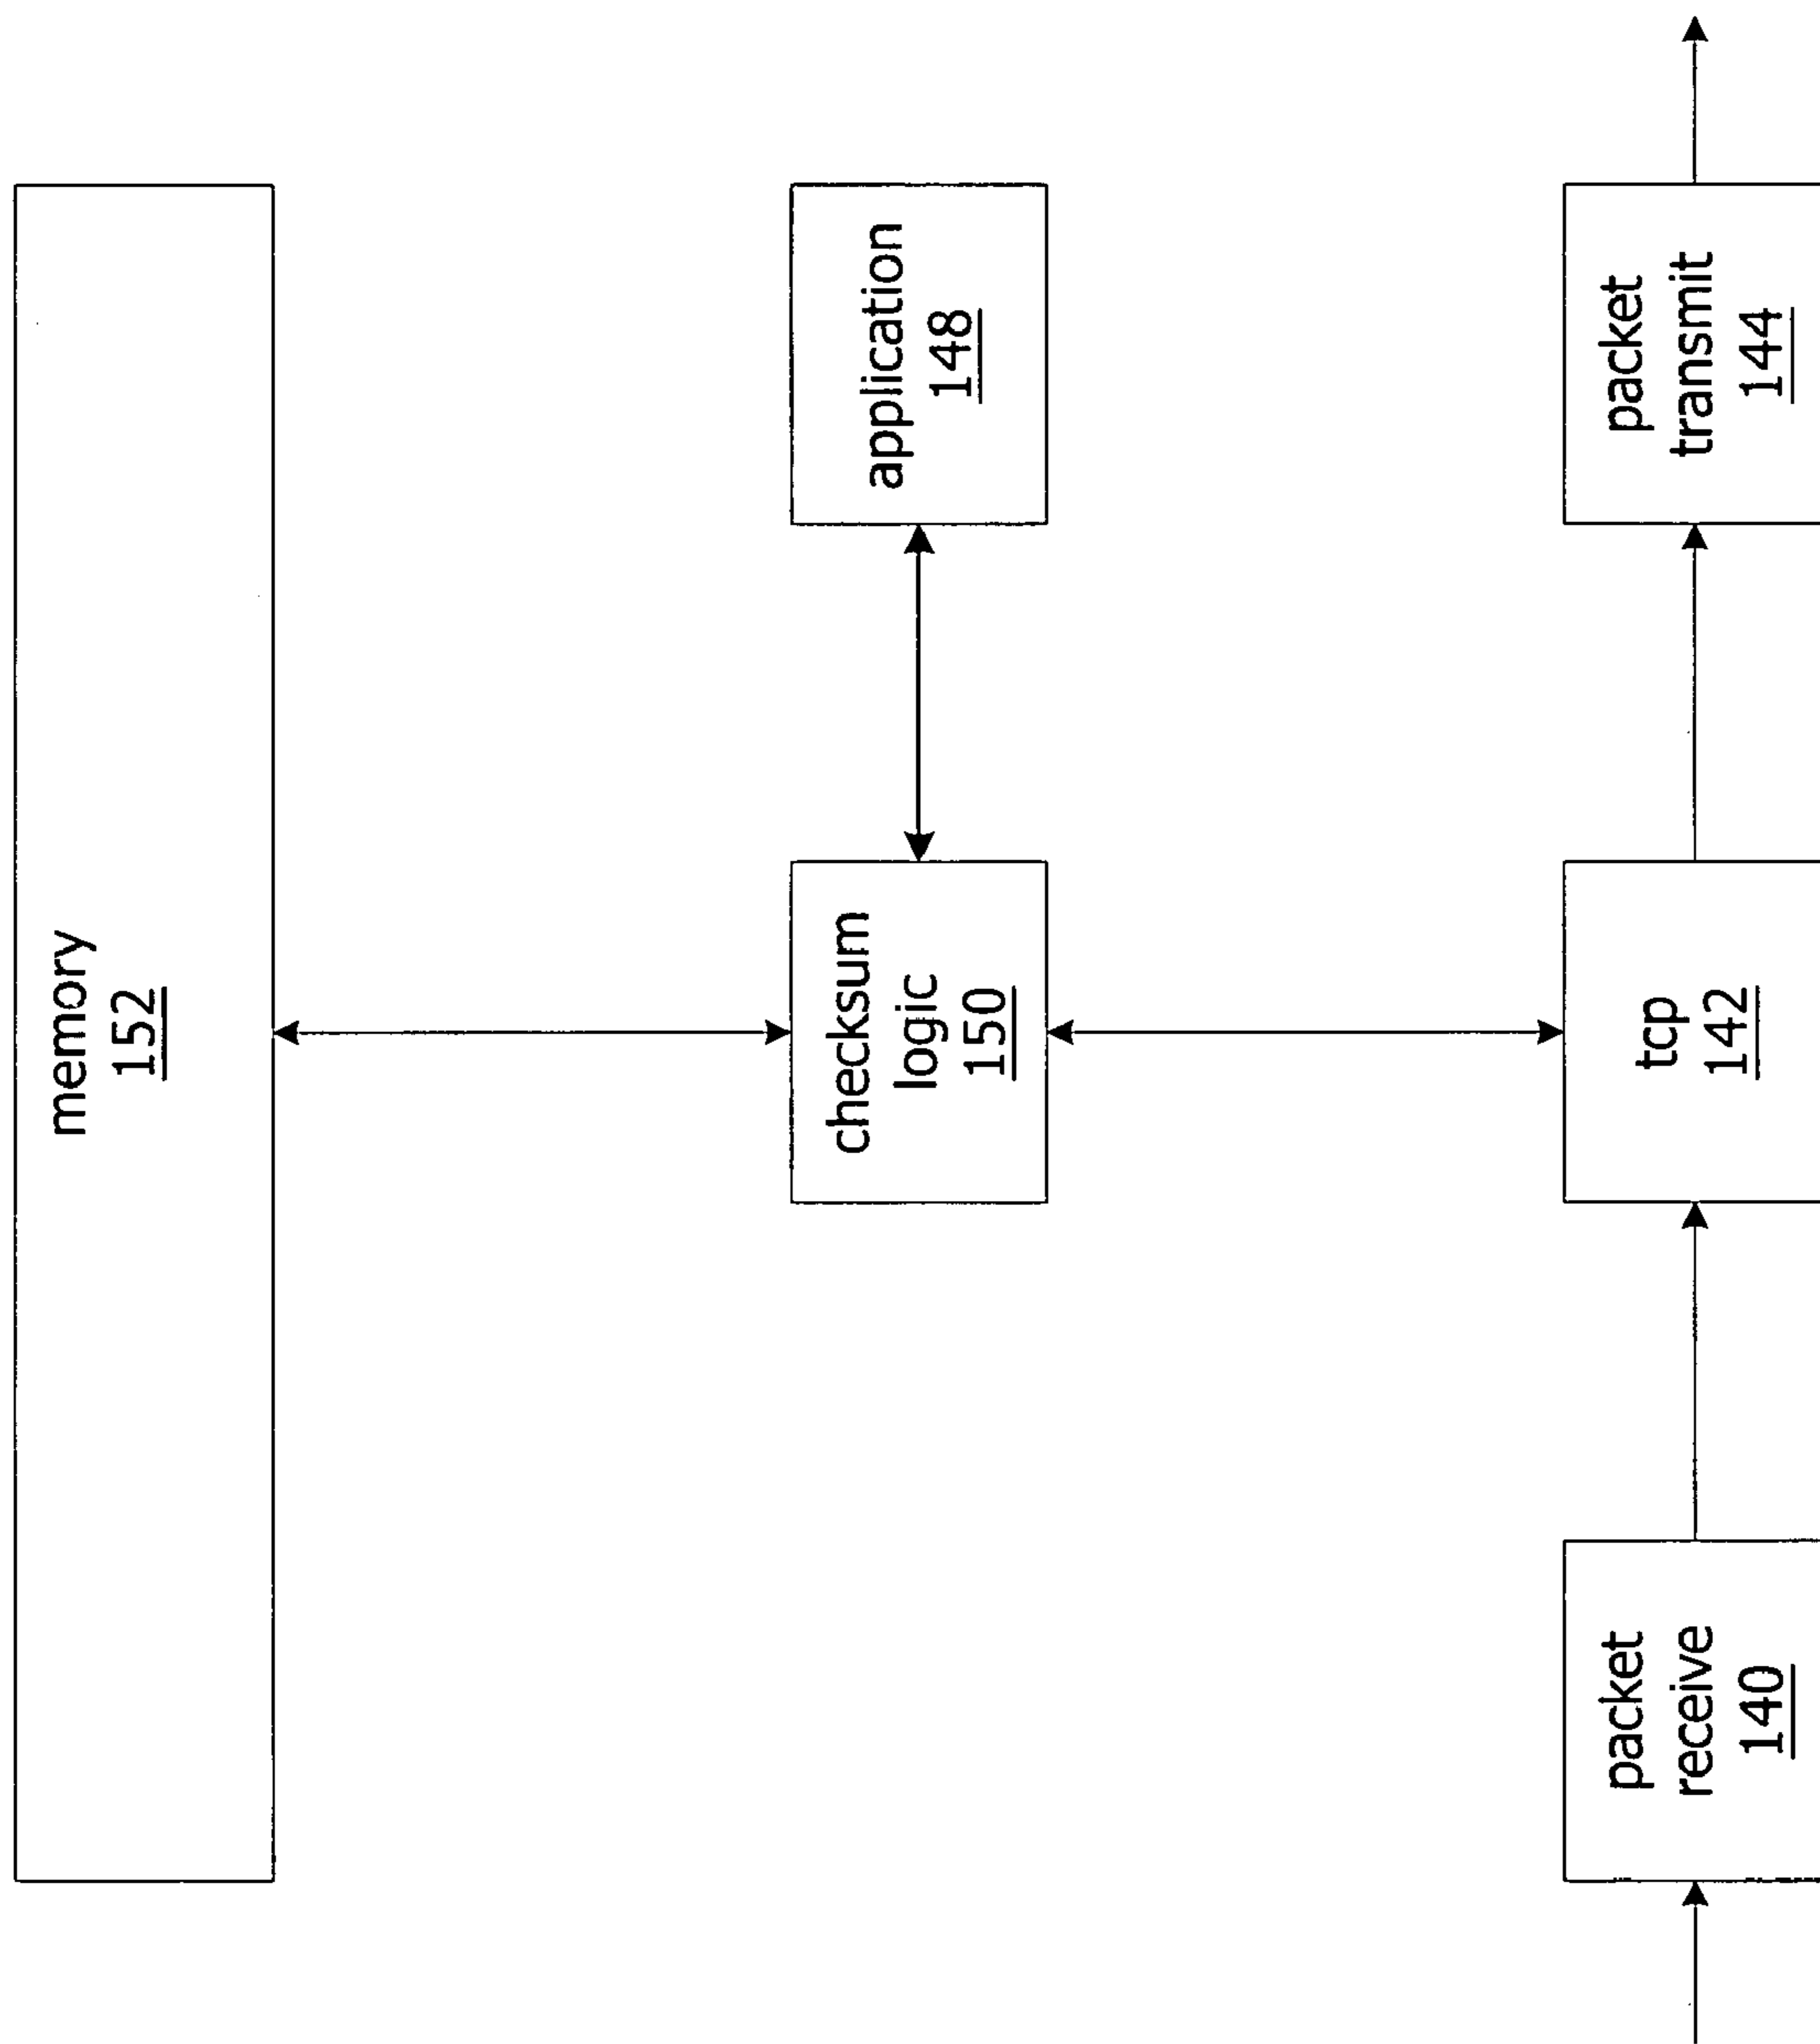 memory
152
checksum
logic
150
application
148
packet
receive
140
tcp
142
packet
transmit
144